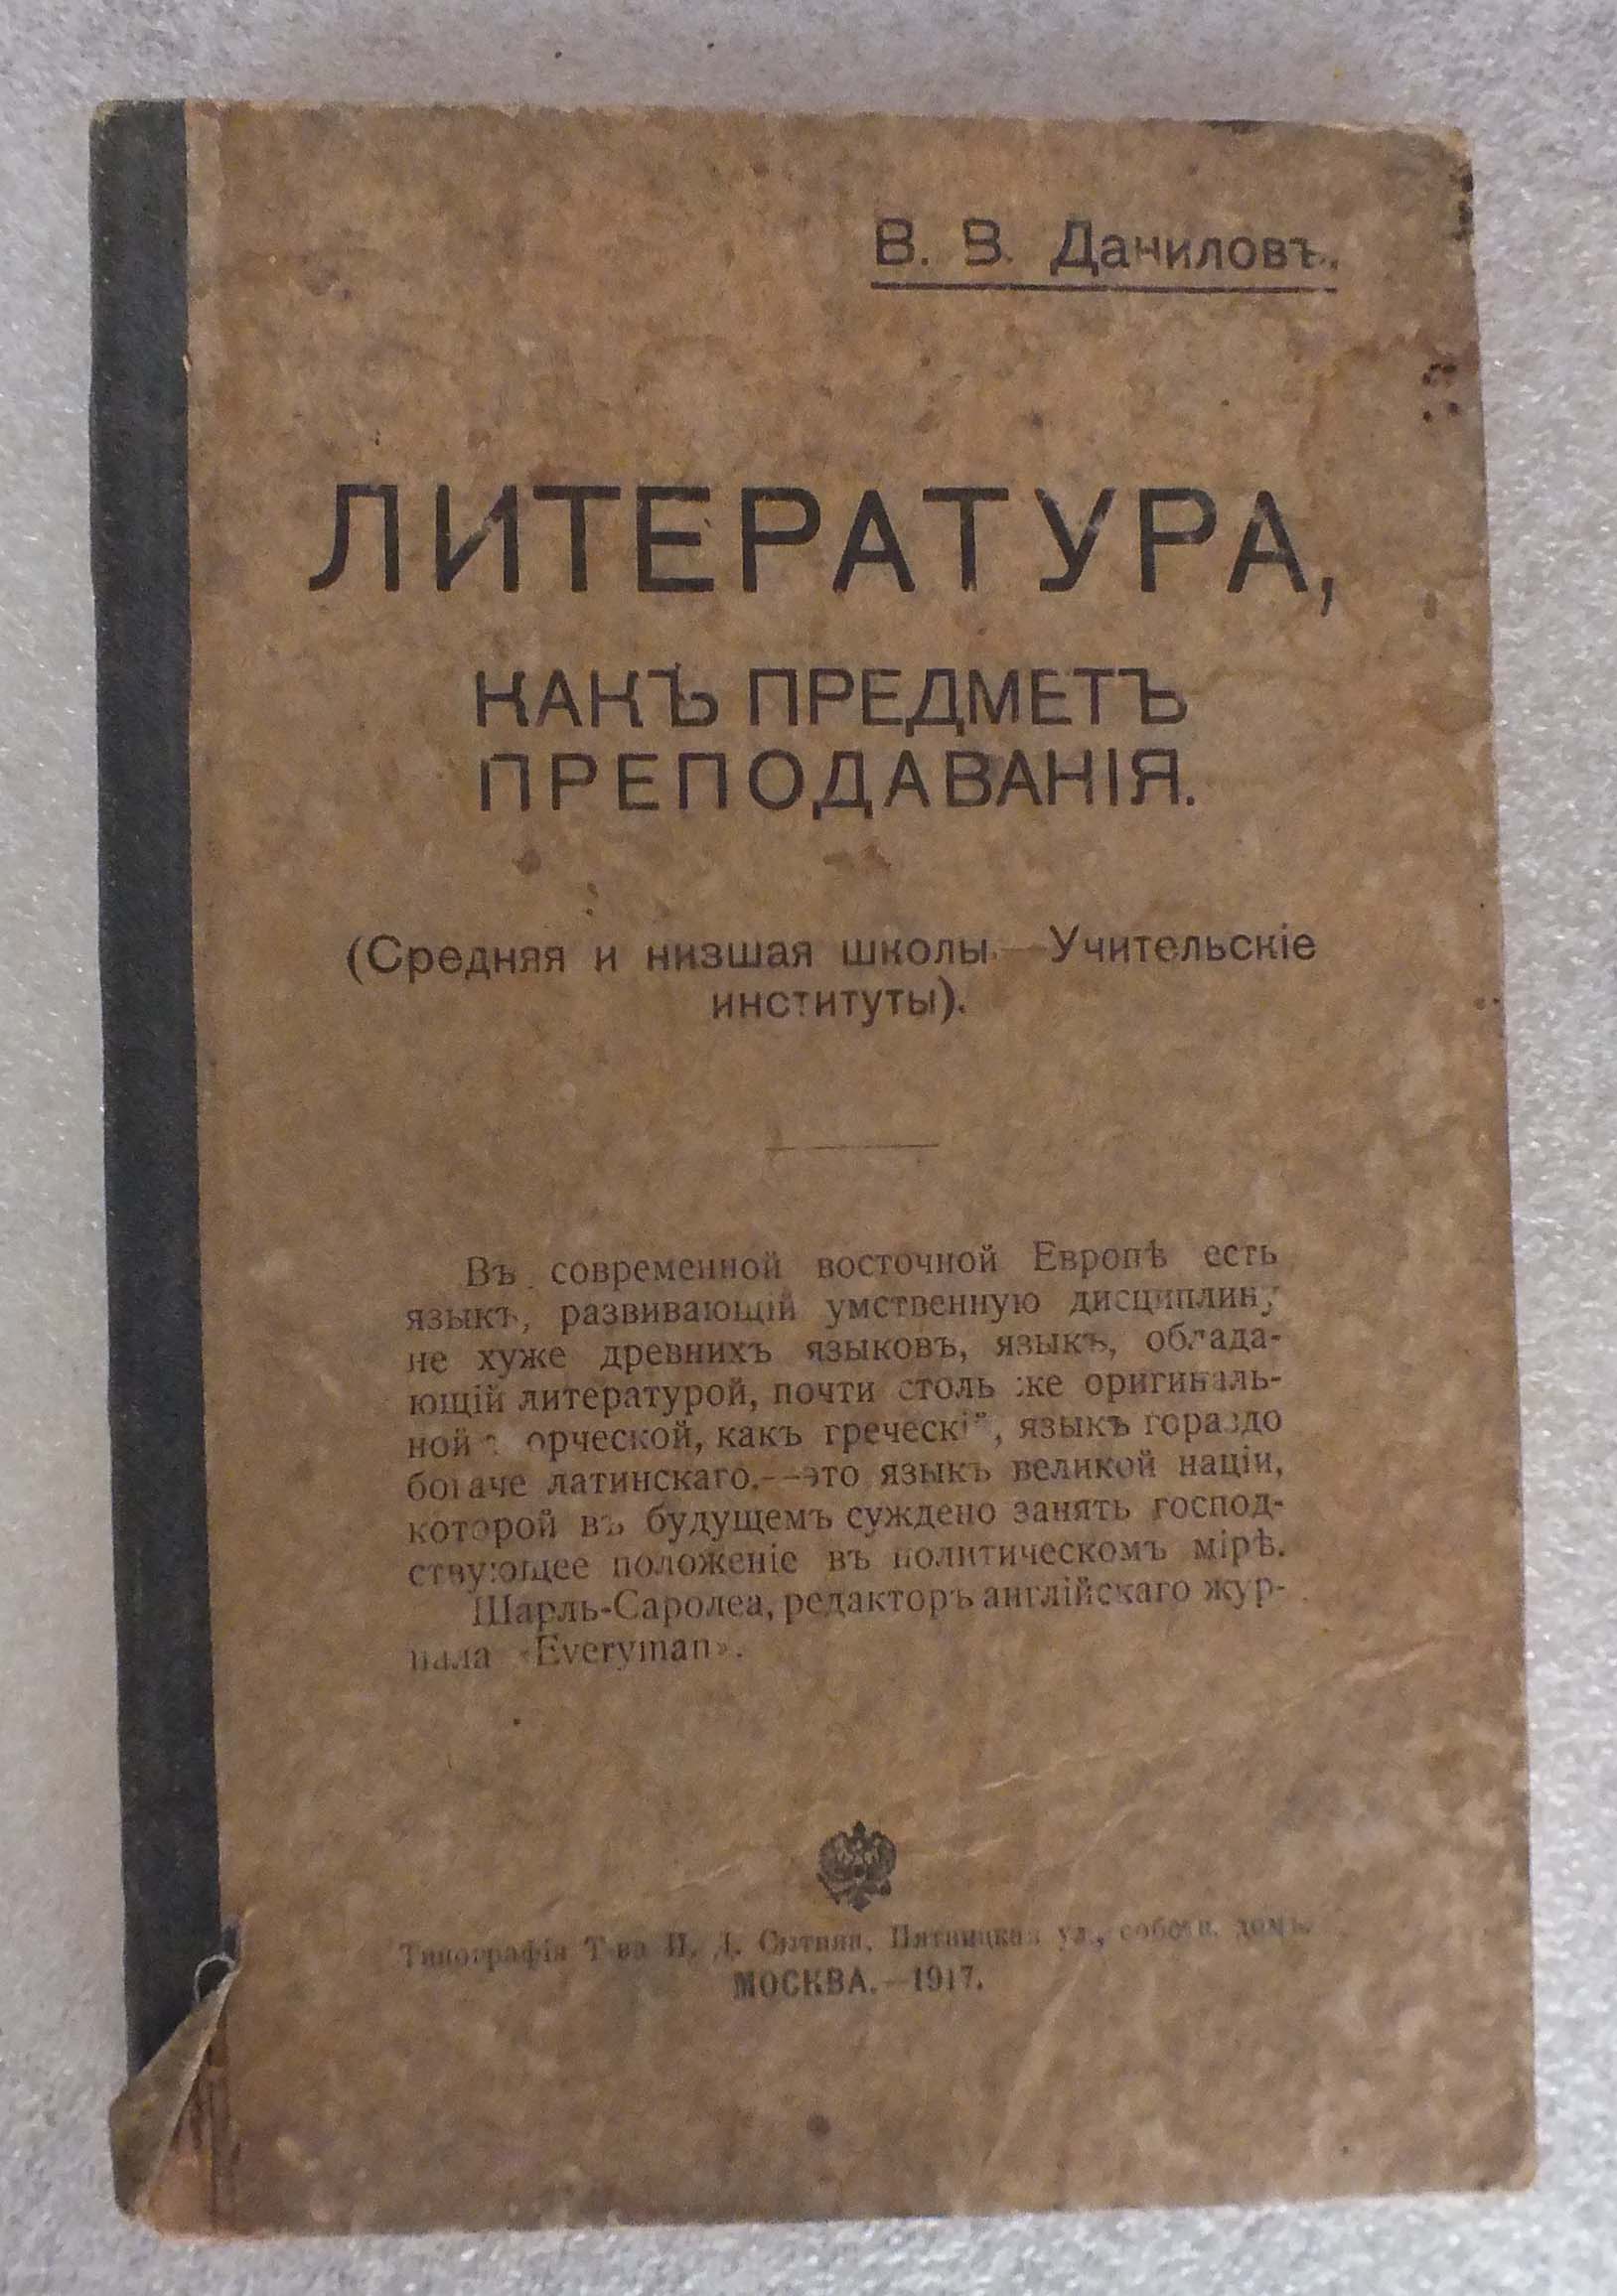 В. В. Даниловъ.
ЛИТЕРАТУРА,
КАКЪ ПРЕДМЕТЪ
ПРЕПОДАВАНІЯ.
(Средняя и низшая школы.—Учительскіе
институты).
Въ современной восточной Европѣ есть
языкъ, развивающій умственную дисциплину
не хуже древнихъ языковъ, языкъ, облада-
ющій литературой, почти столь же оригиналь-
ной какъ греческій, языкъ гораздо
богаче латинскаго.—это языкъ великой націи,
которой въ будущемъ суждено занять господ-
ствующее положеніе въ политическомъ мірѣ.
Шарль-Саролеа, редакторъ англійскаго жур-
нала «Everyman».
Типографія Т-ва И. Д. Сытина, Пятницкая ул., собств. домъ.
МОСКВА.—1917.